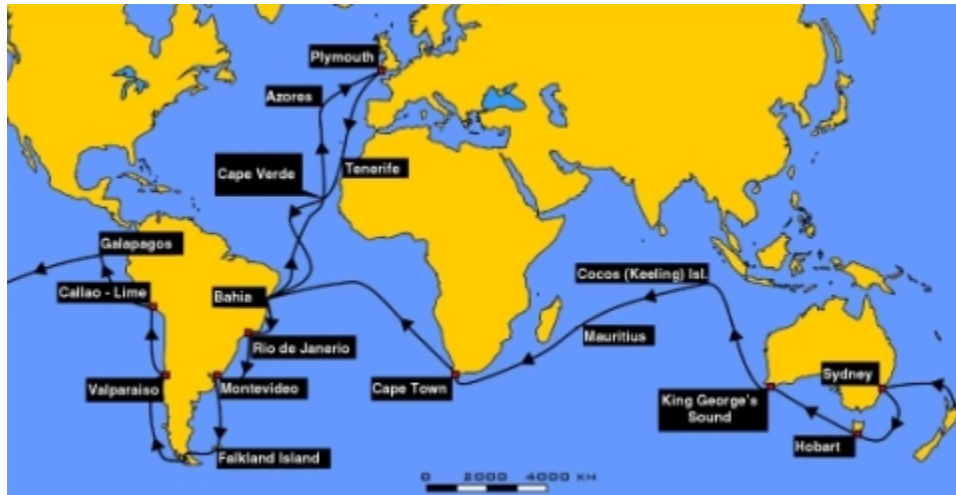 Plymouth
Azores
Cape Verde
Tenerife
Galapagos
Callao - Lime
Bahia
Cocos (Keeling) Isl.
Mauritius
Rio de Janerio
Valparaiso
Montevideo
Cape Town
Sydney
King George's
Sound
Hobart
Falkland Island
0 2000 4000 KM